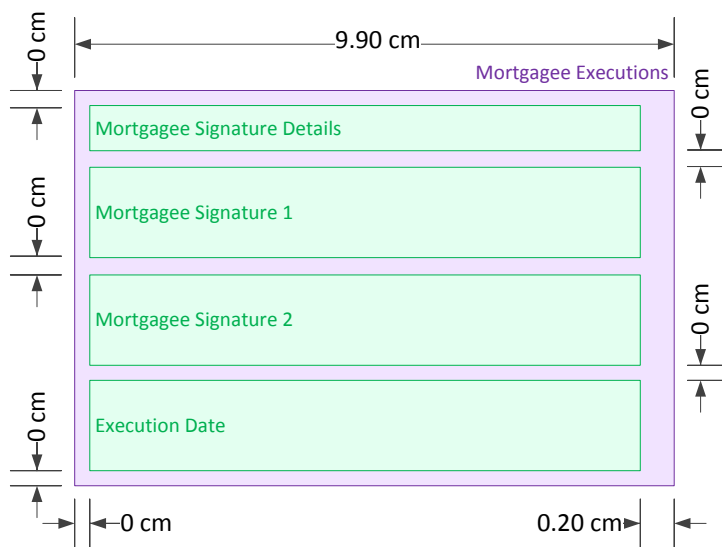 9.90 cm
0 cm
Mortgagee Executions
Mortgagee Signature Details
0 cm
Mortgagee Signature 1
0 cm
Mortgagee Signature 2
0 cm
Execution Date
0 cm
0 cm
0.20 cm